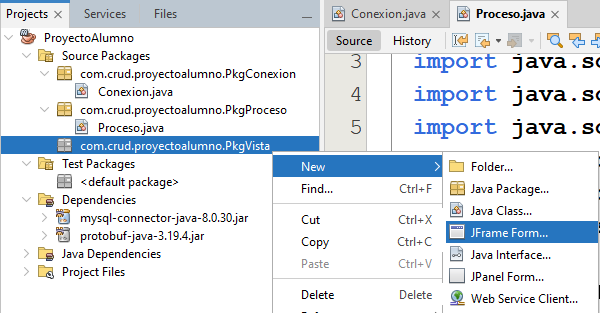 Projects × Services Files
ProyectoAlumno
Source Packages
com.crud.proyectoalumno.PkgConexion
Conexion.java
com.crud.proyectoalumno.PkgProceso
Proceso.java
com.crud.proyectoalumno.PkgVista
Test Packages
<default package>
Dependencies
mysql-connector-java-8.0.30.jar
protobuf-java-3.19.4.jar
Java Dependencies
Project Files
Conexion.java × Proceso.java ×
Source History
3 import java.so
4 import java.s
5 import java.s
New
Find... Ctrl+F
Cut Ctrl+X
Copy Ctrl+C
Paste Ctrl+V
Delete Delete
Folder...
Java Package...
Java Class...
JFrame Form...
Java Interface...
JPanel Form...
Web Service Client...